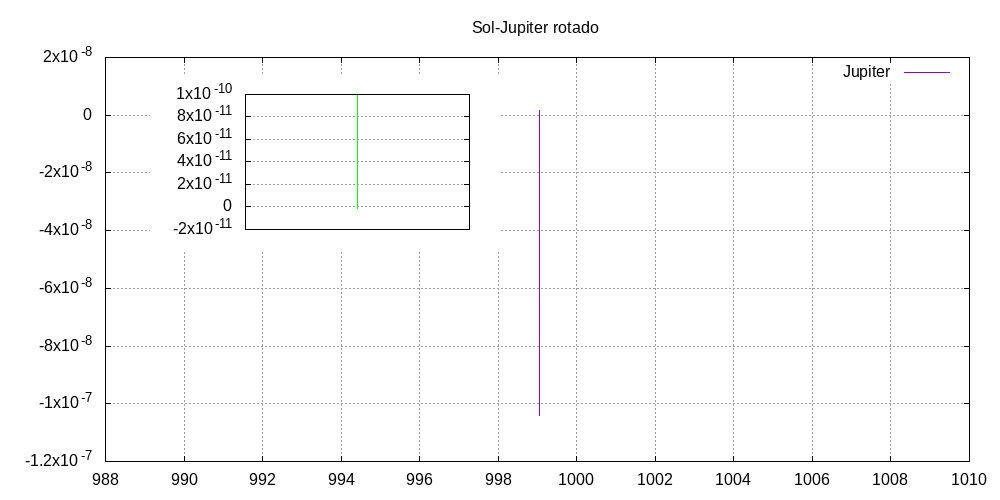 Sol-Jupiter rotado
Jupiter
2x10^-8
0
-2x10^-8
-4x10^-8
-6x10^-8
-8x10^-8
-1x10^-7
-1.2x10^-7
1x10^-10
8x10^-11
6x10^-11
4x10^-11
2x10^-11
0
-2x10^-11
988 990 992 994 996 998 1000 1002 1004 1006 1008 1010